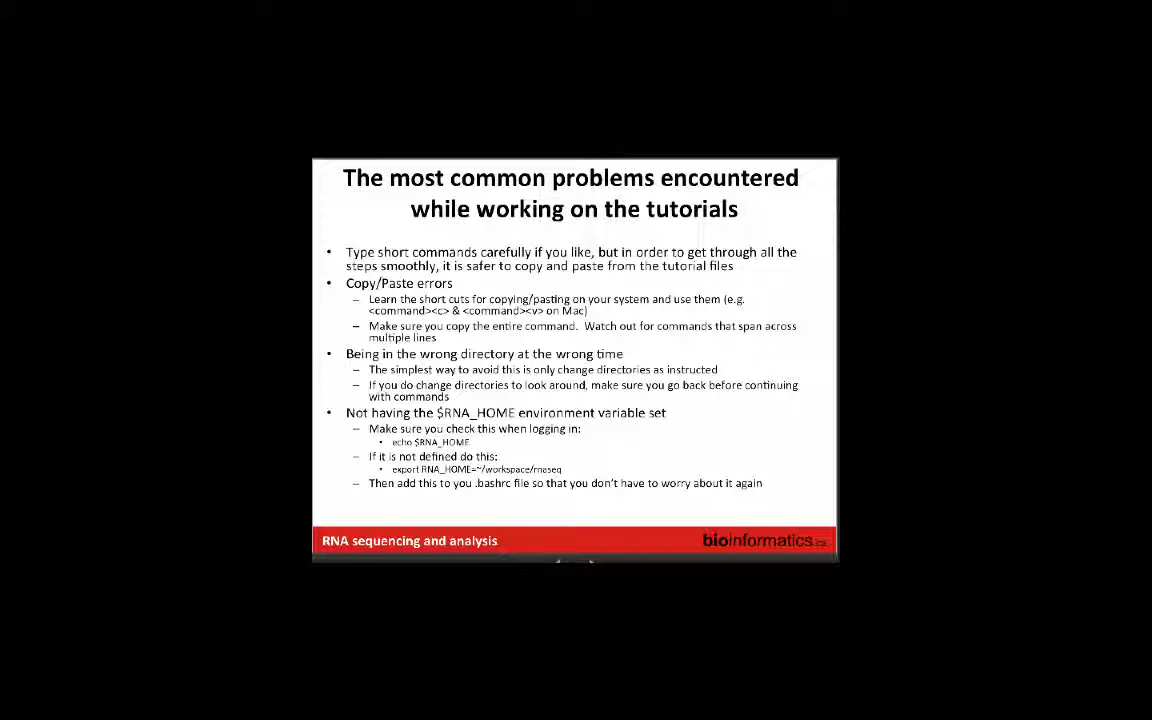 The most common problems encountered
while working on the tutorials
• Type short commands carefully if you like, but in order to get through all the
steps smoothly, it is safer to copy and paste from the tutorial files
• Copy/Paste errors
– Learn the short cuts for copying/pasting on your system and use them (e.g.
<command><c> & <command><v> on Mac)
– Make sure you copy the entire command. Watch out for commands that span across
multiple lines
• Being in the wrong directory at the wrong time
– The simplest way to avoid this is only change directories as instructed
– If you do change directories to look around, make sure you go back before continuing
with commands
• Not having the $RNA_HOME environment variable set
– Make sure you check this when logging in:
• echo $RNA_HOME
– If it is not defined do this:
• export RNA_HOME=~/workspace/rnaseq
– Then add this to you .bashrc file so that you don't have to worry about it again
RNA sequencing and analysis
bioinformatics.ca